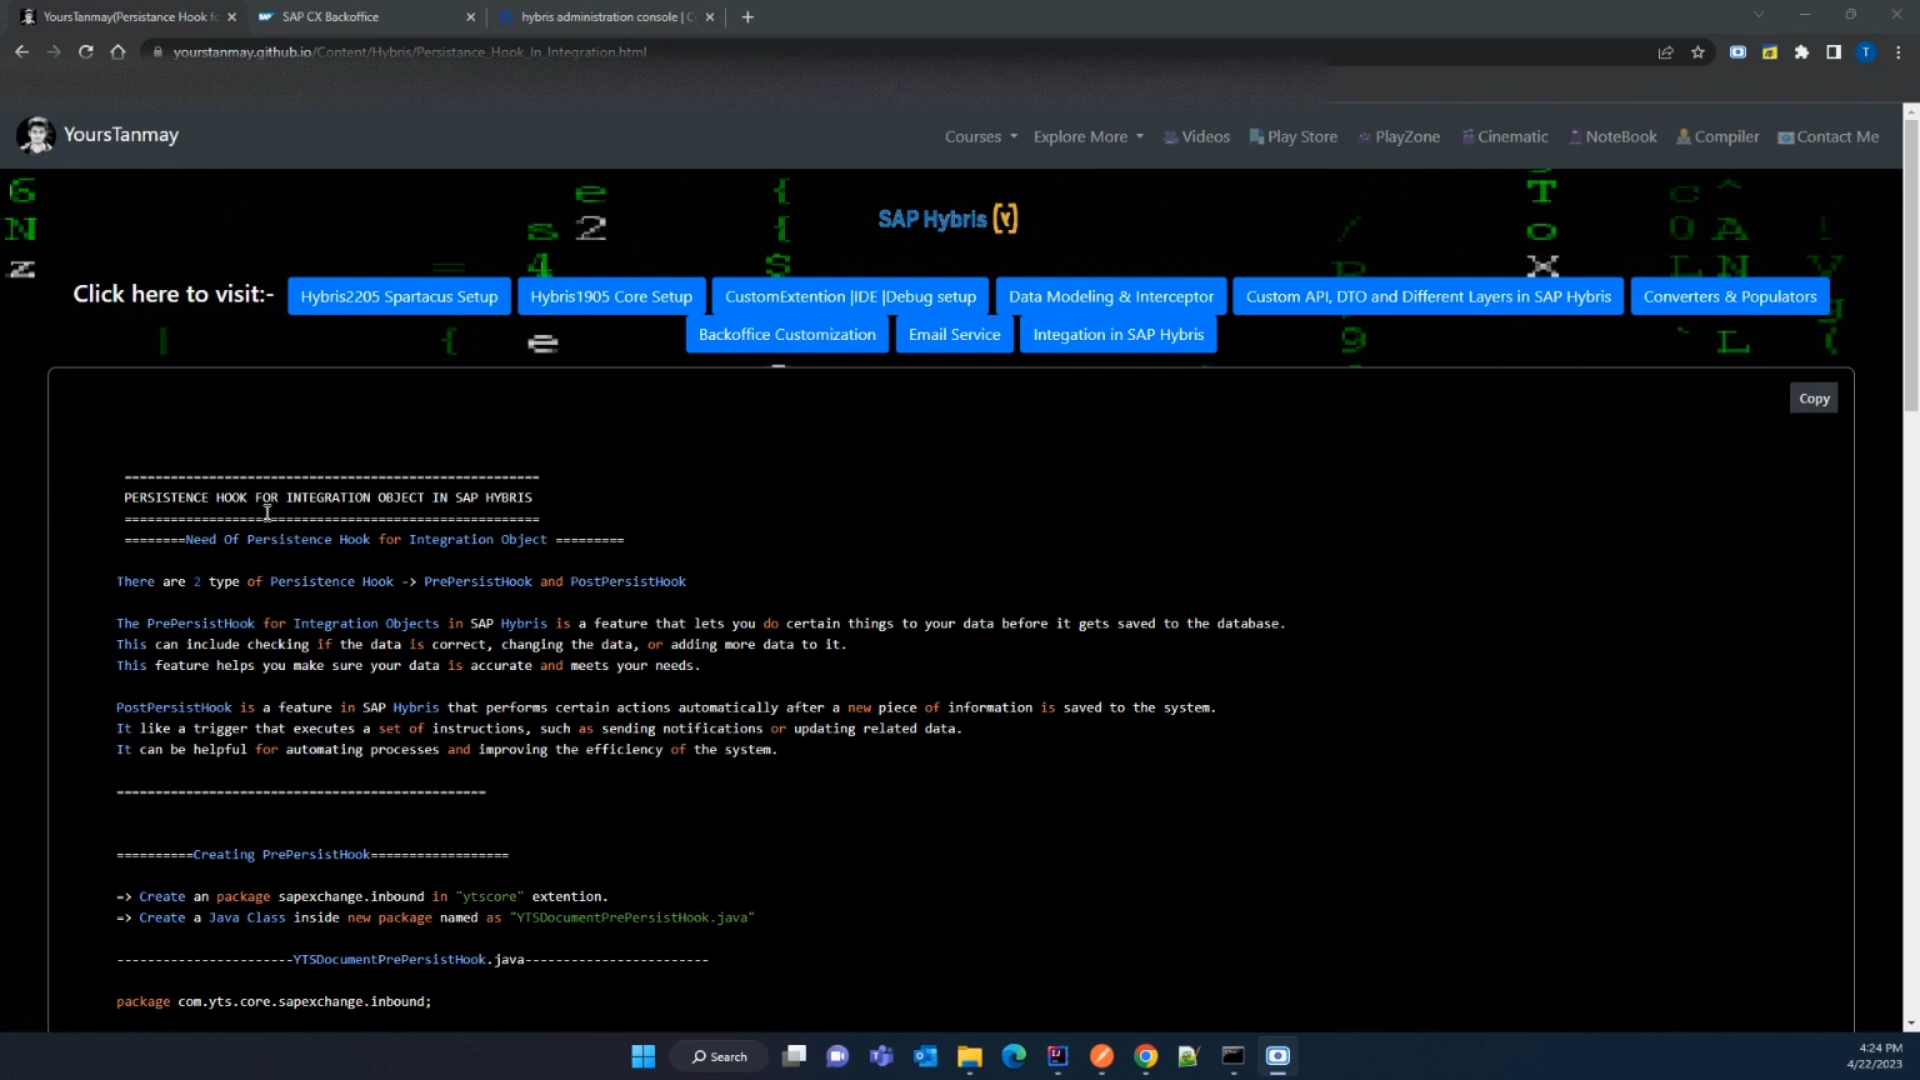 YoursTanmay(Persistance Hook fo
SAP CX Backoffice
hybris administration console | C
yourstanmay.github.io/Content/Hybris/Persistance_Hook_In_Integration.html
T
YoursTanmay
Courses
Explore More
Videos
Play Store
PlayZone
Cinematic
NoteBook
Compiler
Contact Me
SAP Hybris (Y)
Click here to visit:-
Hybris2205 Spartacus Setup
Hybris1905 Core Setup
CustomExtention |IDE |Debug setup
Data Modeling & Interceptor
Custom API, DTO and Different Layers in SAP Hybris
Converters & Populators
Backoffice Customization
Email Service
Integation in SAP Hybris
Copy
======================================================
PERSISTENCE HOOK FOR INTEGRATION OBJECT IN SAP HYBRIS
======================================================
========Need Of Persistence Hook for Integration Object =========
There are 2 type of Persistence Hook -> PrePersistHook and PostPersistHook
The PrePersistHook for Integration Objects in SAP Hybris is a feature that lets you do certain things to your data before it gets saved to the database.
This can include checking if the data is correct, changing the data, or adding more data to it.
This feature helps you make sure your data is accurate and meets your needs.
PostPersistHook is a feature in SAP Hybris that performs certain actions automatically after a new piece of information is saved to the system.
It like a trigger that executes a set of instructions, such as sending notifications or updating related data.
It can be helpful for automating processes and improving the efficiency of the system.
================================================
==========Creating PrePersistHook==================
=> Create an package sapexchange.inbound in "ytscore" extention.
=> Create a Java Class inside new package named as "YTSDocumentPrePersistHook.java"
-----------------------YTSDocumentPrePersistHook.java------------------------
package com.yts.core.sapexchange.inbound;
Search
4:24 PM
4/22/2023